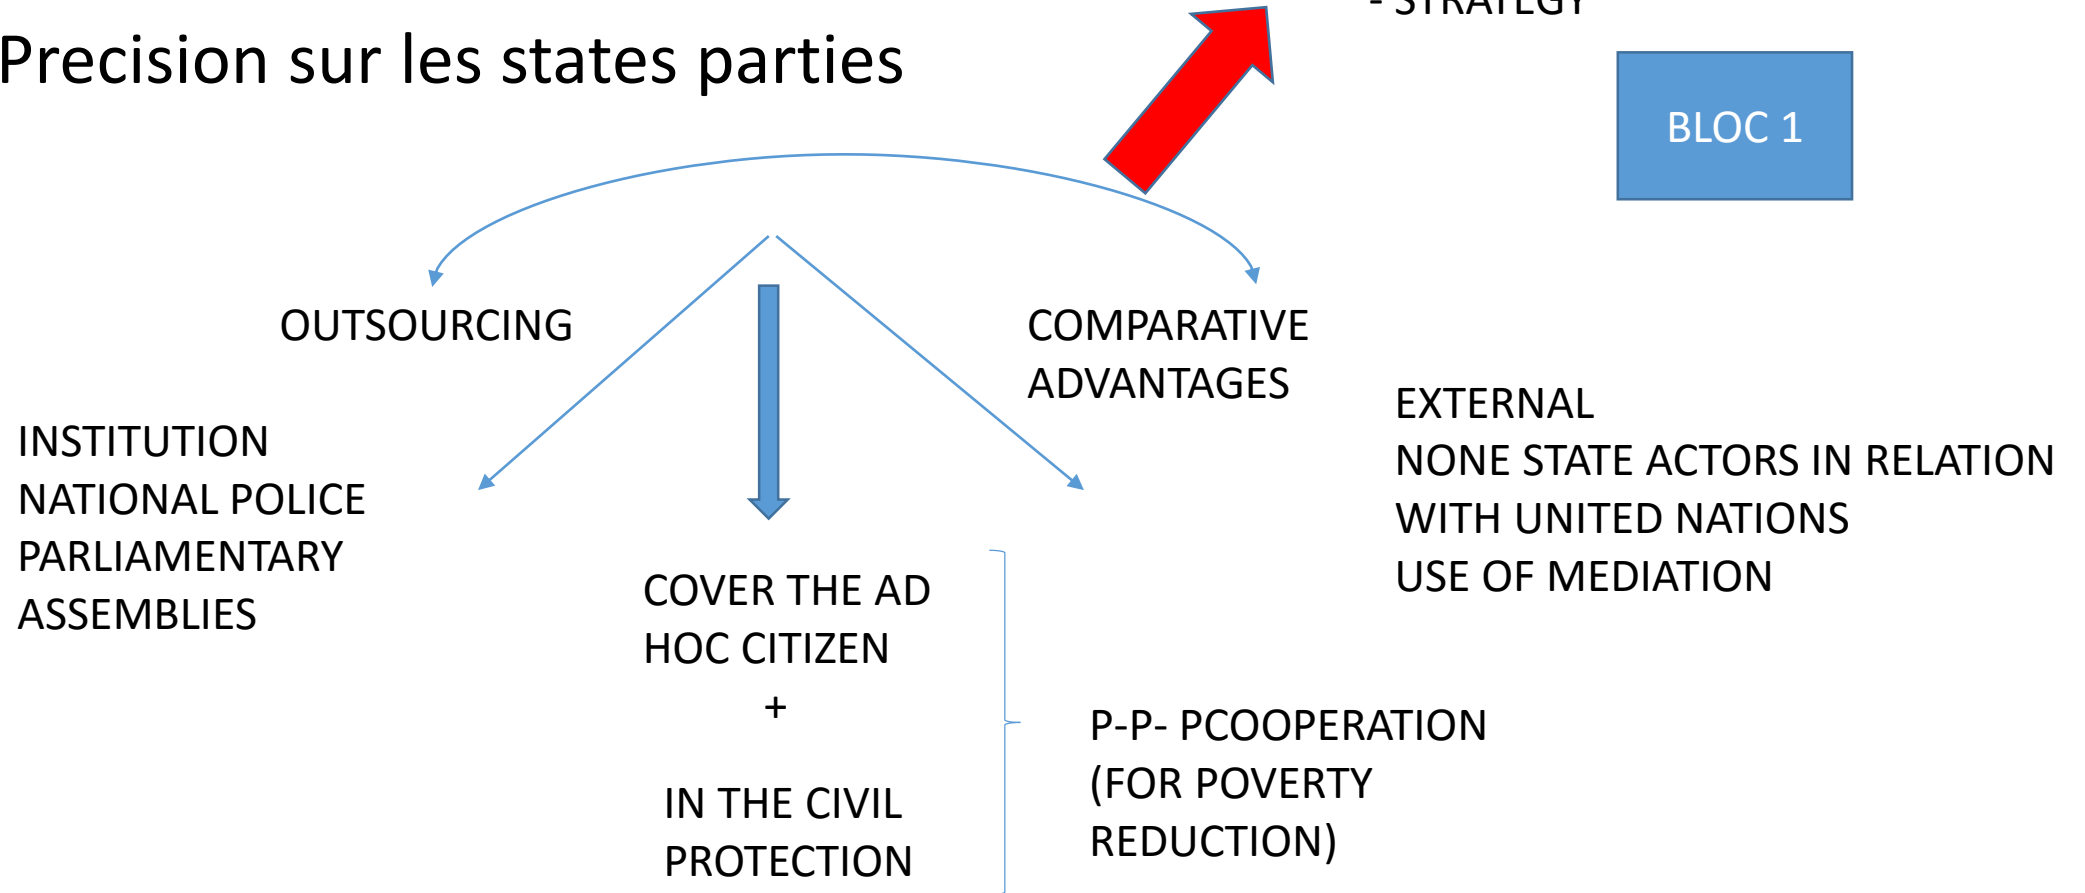 - STRATEGY
Precision sur les states parties
BLOC 1
OUTSOURCING
COMPARATIVE
ADVANTAGES
INSTITUTION
NATIONAL POLICE
PARLIAMENTARY
ASSEMBLIES
EXTERNAL
NONE STATE ACTORS IN RELATION
WITH UNITED NATIONS
USE OF MEDIATION
COVER THE AD
HOC CITIZEN
+
IN THE CIVIL
PROTECTION
P-P- PCOOPERATION
(FOR POVERTY
REDUCTION)